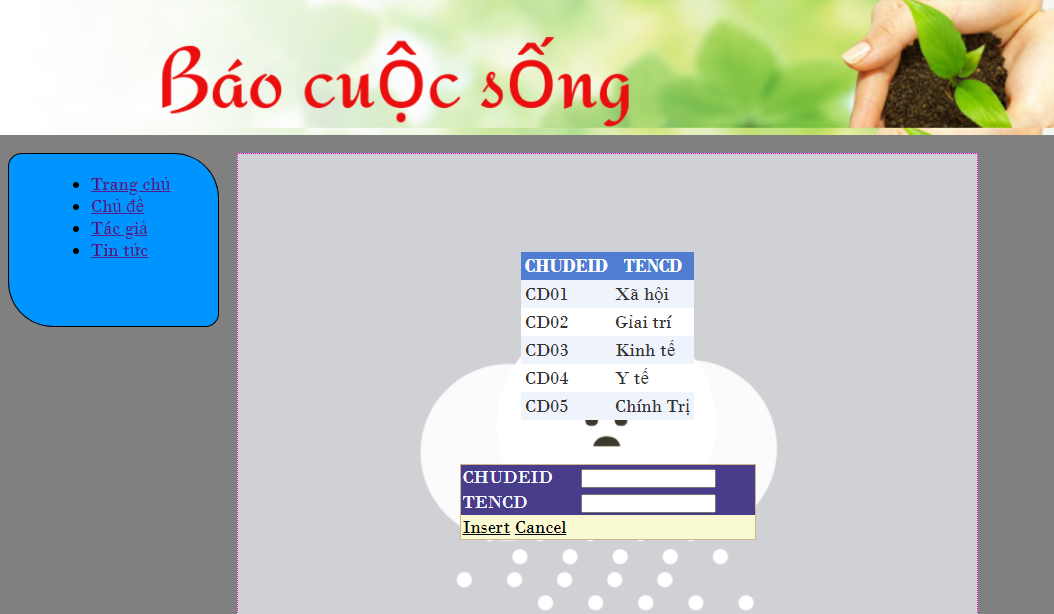 Báo cuỘc sỐng
Trang chủ
Chủ đề
Tác giả
Tin tức
CHUDEID TENCD
CD01 Xã hội
CD02 Giai trí
CD03 Kinh tế
CD04 Y tế
CD05 Chính Trị
CHUDEID
TENCD
Insert Cancel